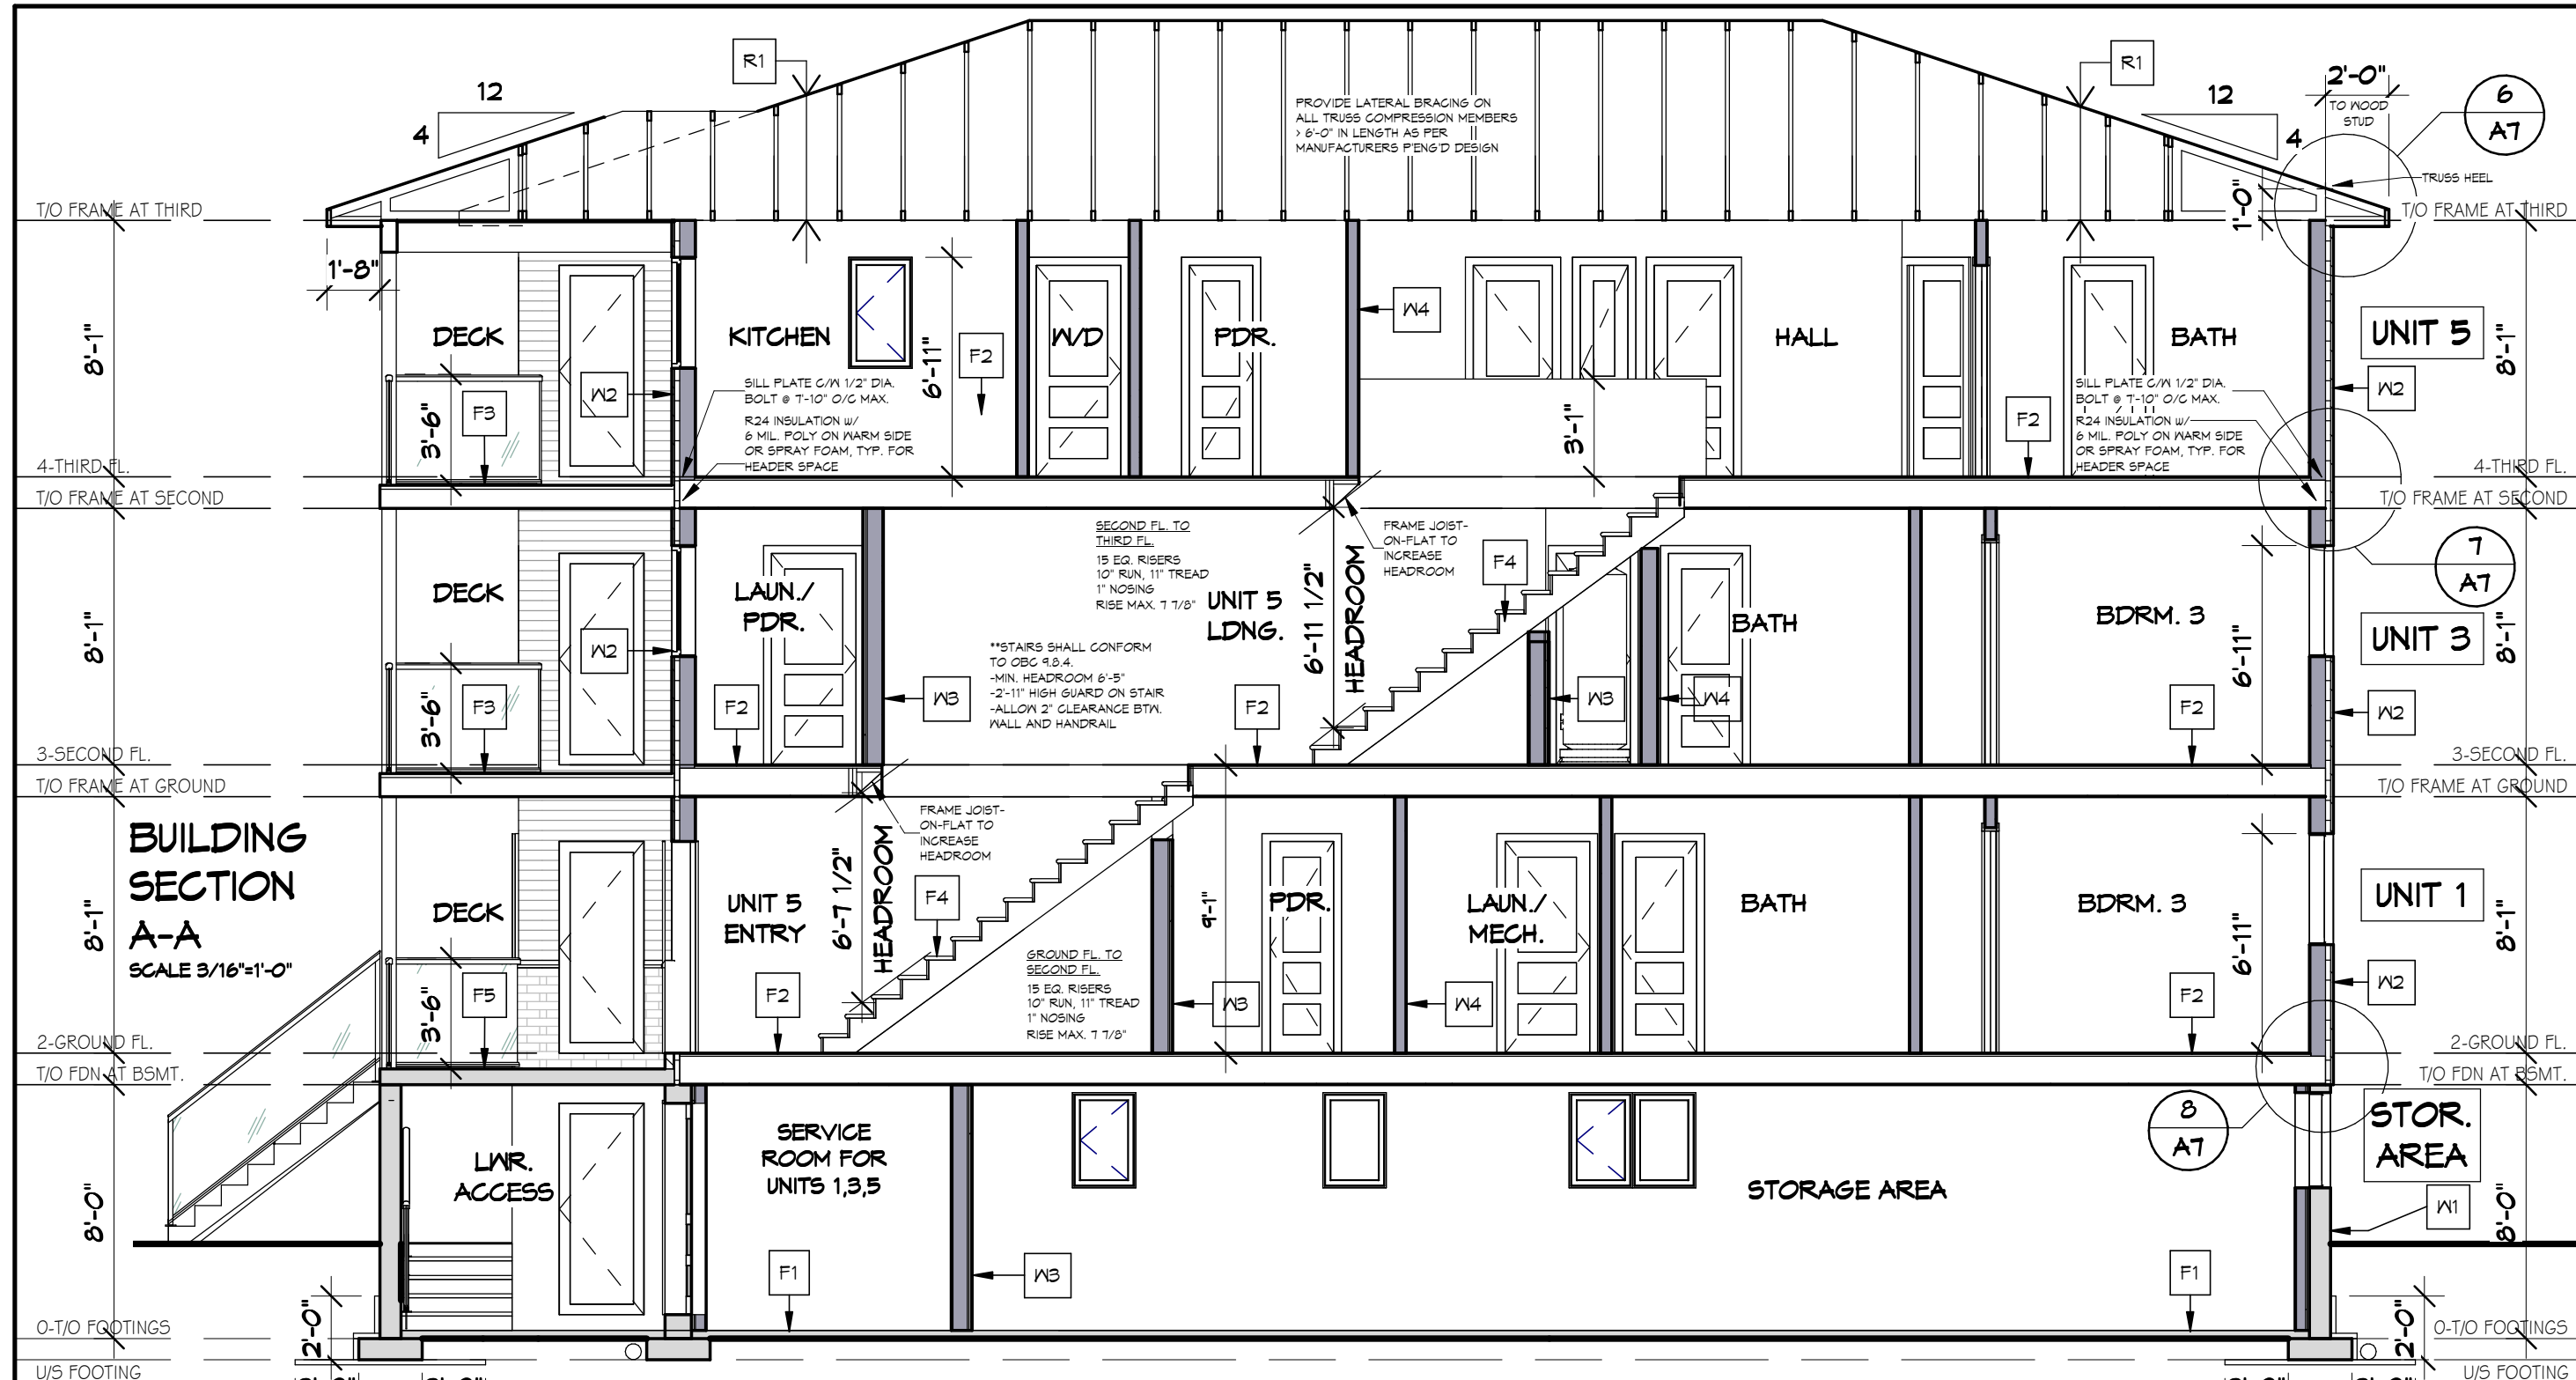 R1
R1
12
4
12
4
2'-0"
TO WOOD
STUD
6
A7
PROVIDE LATERAL BRACING ON
ALL TRUSS COMPRESSION MEMBERS
> 6'-0" IN LENGTH AS PER
MANUFACTURERS P'ENG'D DESIGN
TRUSS HEEL
1'-0"
T/O FRAME AT THIRD
T/O FRAME AT THIRD
1'-8"
8'-1"
DECK
KITCHEN
6'-11"
F2
W/D
PDR.
W4
HALL
BATH
UNIT 5
8'-1"
W2
W2
F3
3'-6"
SILL PLATE C/W 1/2" DIA.
BOLT @ 7'-10" O/C MAX.
R24 INSULATION W/
6 MIL. POLY ON WARM SIDE
OR SPRAY FOAM, TYP. FOR
HEADER SPACE
3'-1"
F2
SILL PLATE C/W 1/2" DIA.
BOLT @ 7'-10" O/C MAX.
R24 INSULATION W/
6 MIL. POLY ON WARM SIDE
OR SPRAY FOAM, TYP. FOR
HEADER SPACE
4-THIRD FL.
4-THIRD FL.
T/O FRAME AT SECOND
T/O FRAME AT SECOND
8'-1"
DECK
W2
F3
3'-6"
LAUN./
PDR.
F2
W3
SECOND FL. TO
THIRD FL.
15 EQ. RISERS
10" RUN, 11" TREAD
1" NOSING
RISE MAX. 7 7/8"
**STAIRS SHALL CONFORM
TO OBC 9.8.4.
-MIN. HEADROOM 6'-5"
-2'-11" HIGH GUARD ON STAIR
-ALLOW 2" CLEARANCE BTW.
WALL AND HANDRAIL
UNIT 5
LDNG.
F2
6'-11 1/2"
HEADROOM
FRAME JOIST-
ON-FLAT TO
INCREASE
HEADROOM
F4
W3
W4
BATH
BDRM. 3
F2
6'-11"
7
A7
UNIT 3
8'-1"
W2
3-SECOND FL.
3-SECOND FL.
T/O FRAME AT GROUND
T/O FRAME AT GROUND
BUILDING
SECTION
A-A
SCALE 3/16"=1'-0"
8'-1"
DECK
F5
3'-6"
UNIT 5
ENTRY
F2
6'-7 1/2"
HEADROOM
FRAME JOIST-
ON-FLAT TO
INCREASE
HEADROOM
F4
GROUND FL. TO
SECOND FL.
15 EQ. RISERS
10" RUN, 11" TREAD
1" NOSING
RISE MAX. 7 7/8"
W3
9'-1"
PDR.
W4
LAUN./
MECH.
BATH
BDRM. 3
F2
6'-11"
UNIT 1
8'-1"
W2
2-GROUND FL.
2-GROUND FL.
T/O FDN AT BSMT.
T/O FDN AT BSMT.
8'-0"
LWR.
ACCESS
SERVICE
ROOM FOR
UNITS 1,3,5
F1
W3
STORAGE AREA
F1
8
A7
STOR.
AREA
W1
8'-0"
2'-0"
2'-0"
0-T/O FOOTINGS
0-T/O FOOTINGS
U/S FOOTING
U/S FOOTING